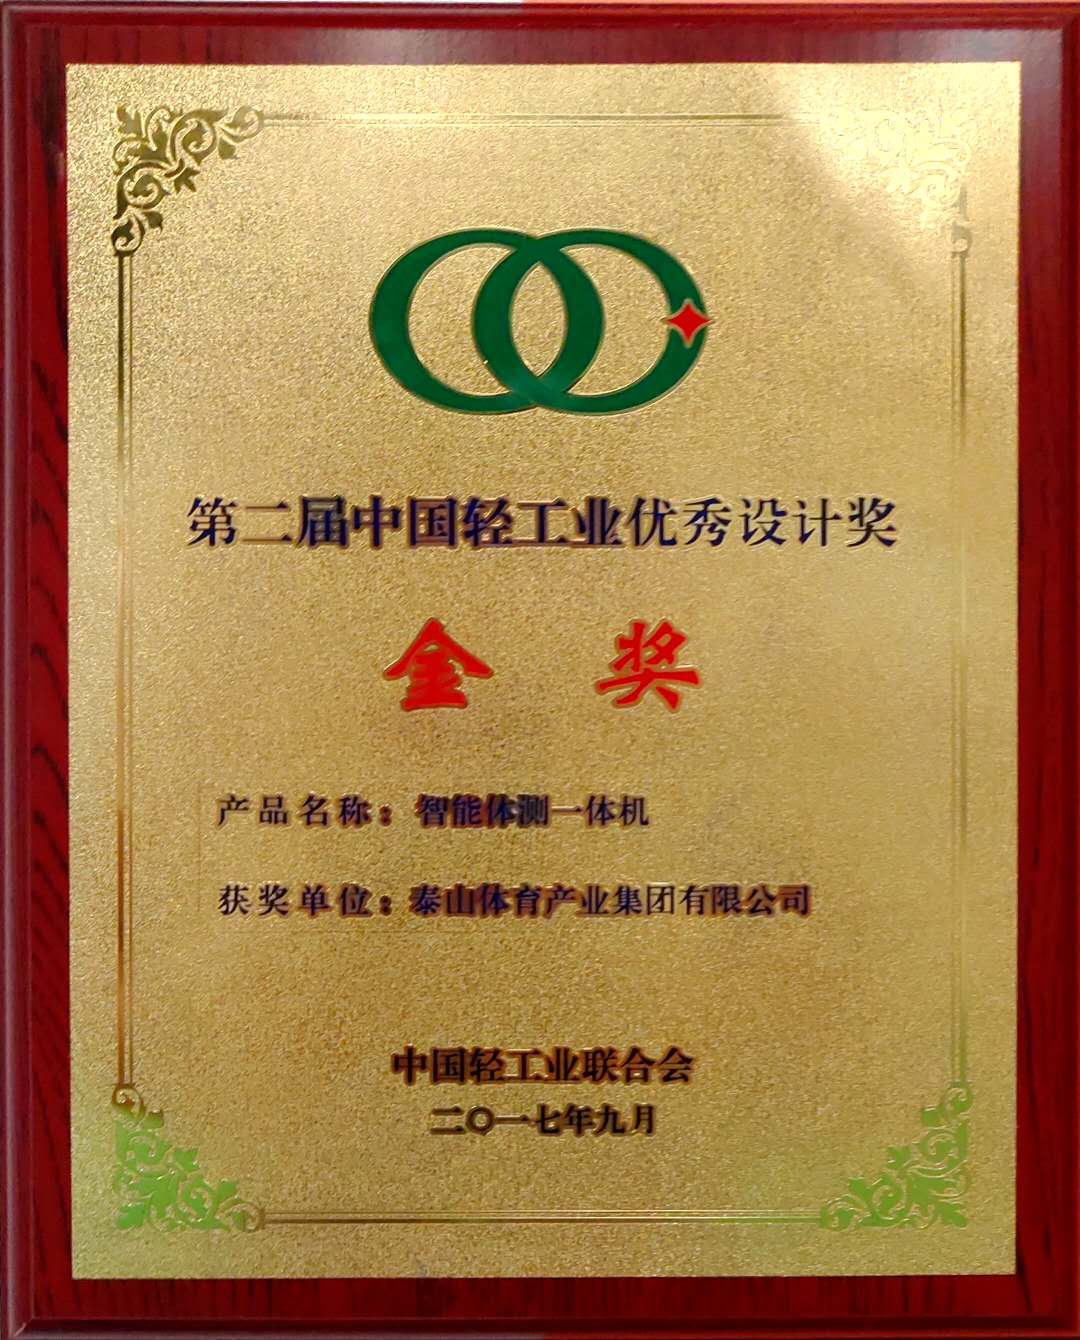 第二届中国轻工业优秀设计奖
金 奖
产品名称：智能体测一体机
获奖单位：泰山体育产业集团有限公司
中国轻工业联合会
二〇一七年九月